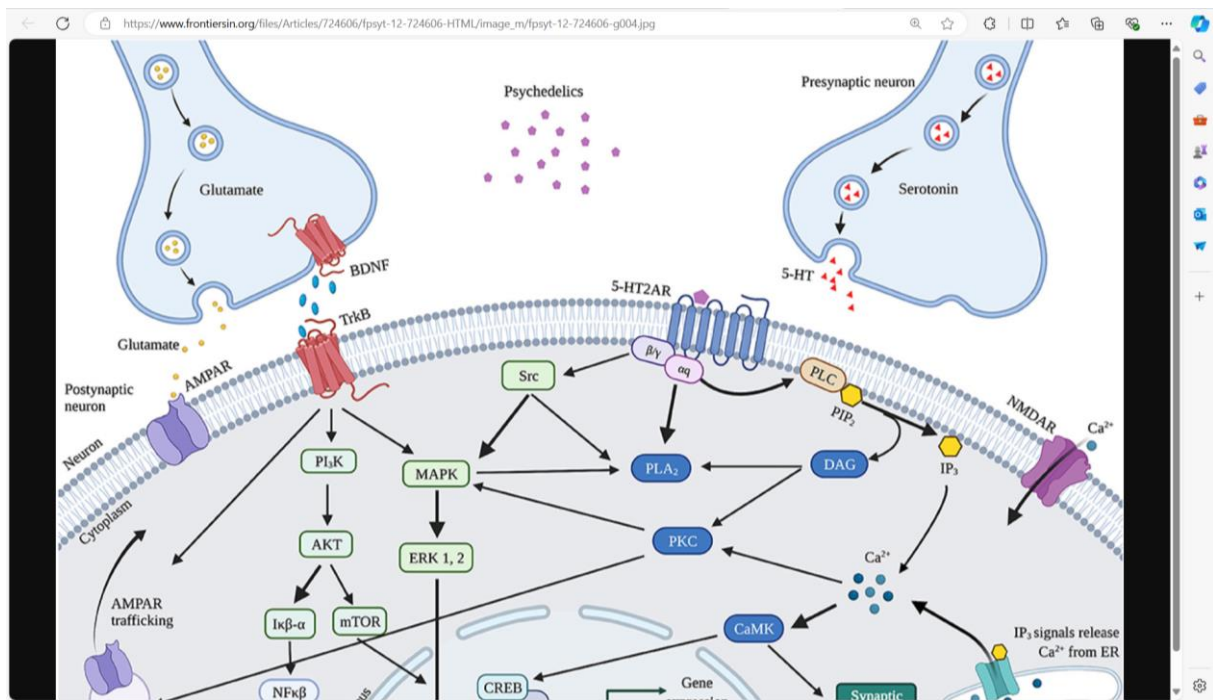 https://www.frontiersin.org/files/Articles/724606/fpsyt-12-724606-HTML/image_m/fpsyt-12-724606-g004.jpg
Psychedelics
Presynaptic neuron
Glutamate
Serotonin
BDNF
5-HT
5-HT2AR
TrkB
Glutamate
AMPAR
β/γ
αq
Src
PLC
PIP₂
Postynaptic
neuron
NMDAR
Ca²⁺
Neuron
PI₃K
MAPK
PLA₂
DAG
IP₃
Cytoplasm
AKT
ERK 1, 2
PKC
Ca²⁺
AMPAR
trafficking
Iκβ-α
mTOR
CaMK
IP₃ signals release
Ca²⁺ from ER
NFκβ
CREB
Gene
Synaptic